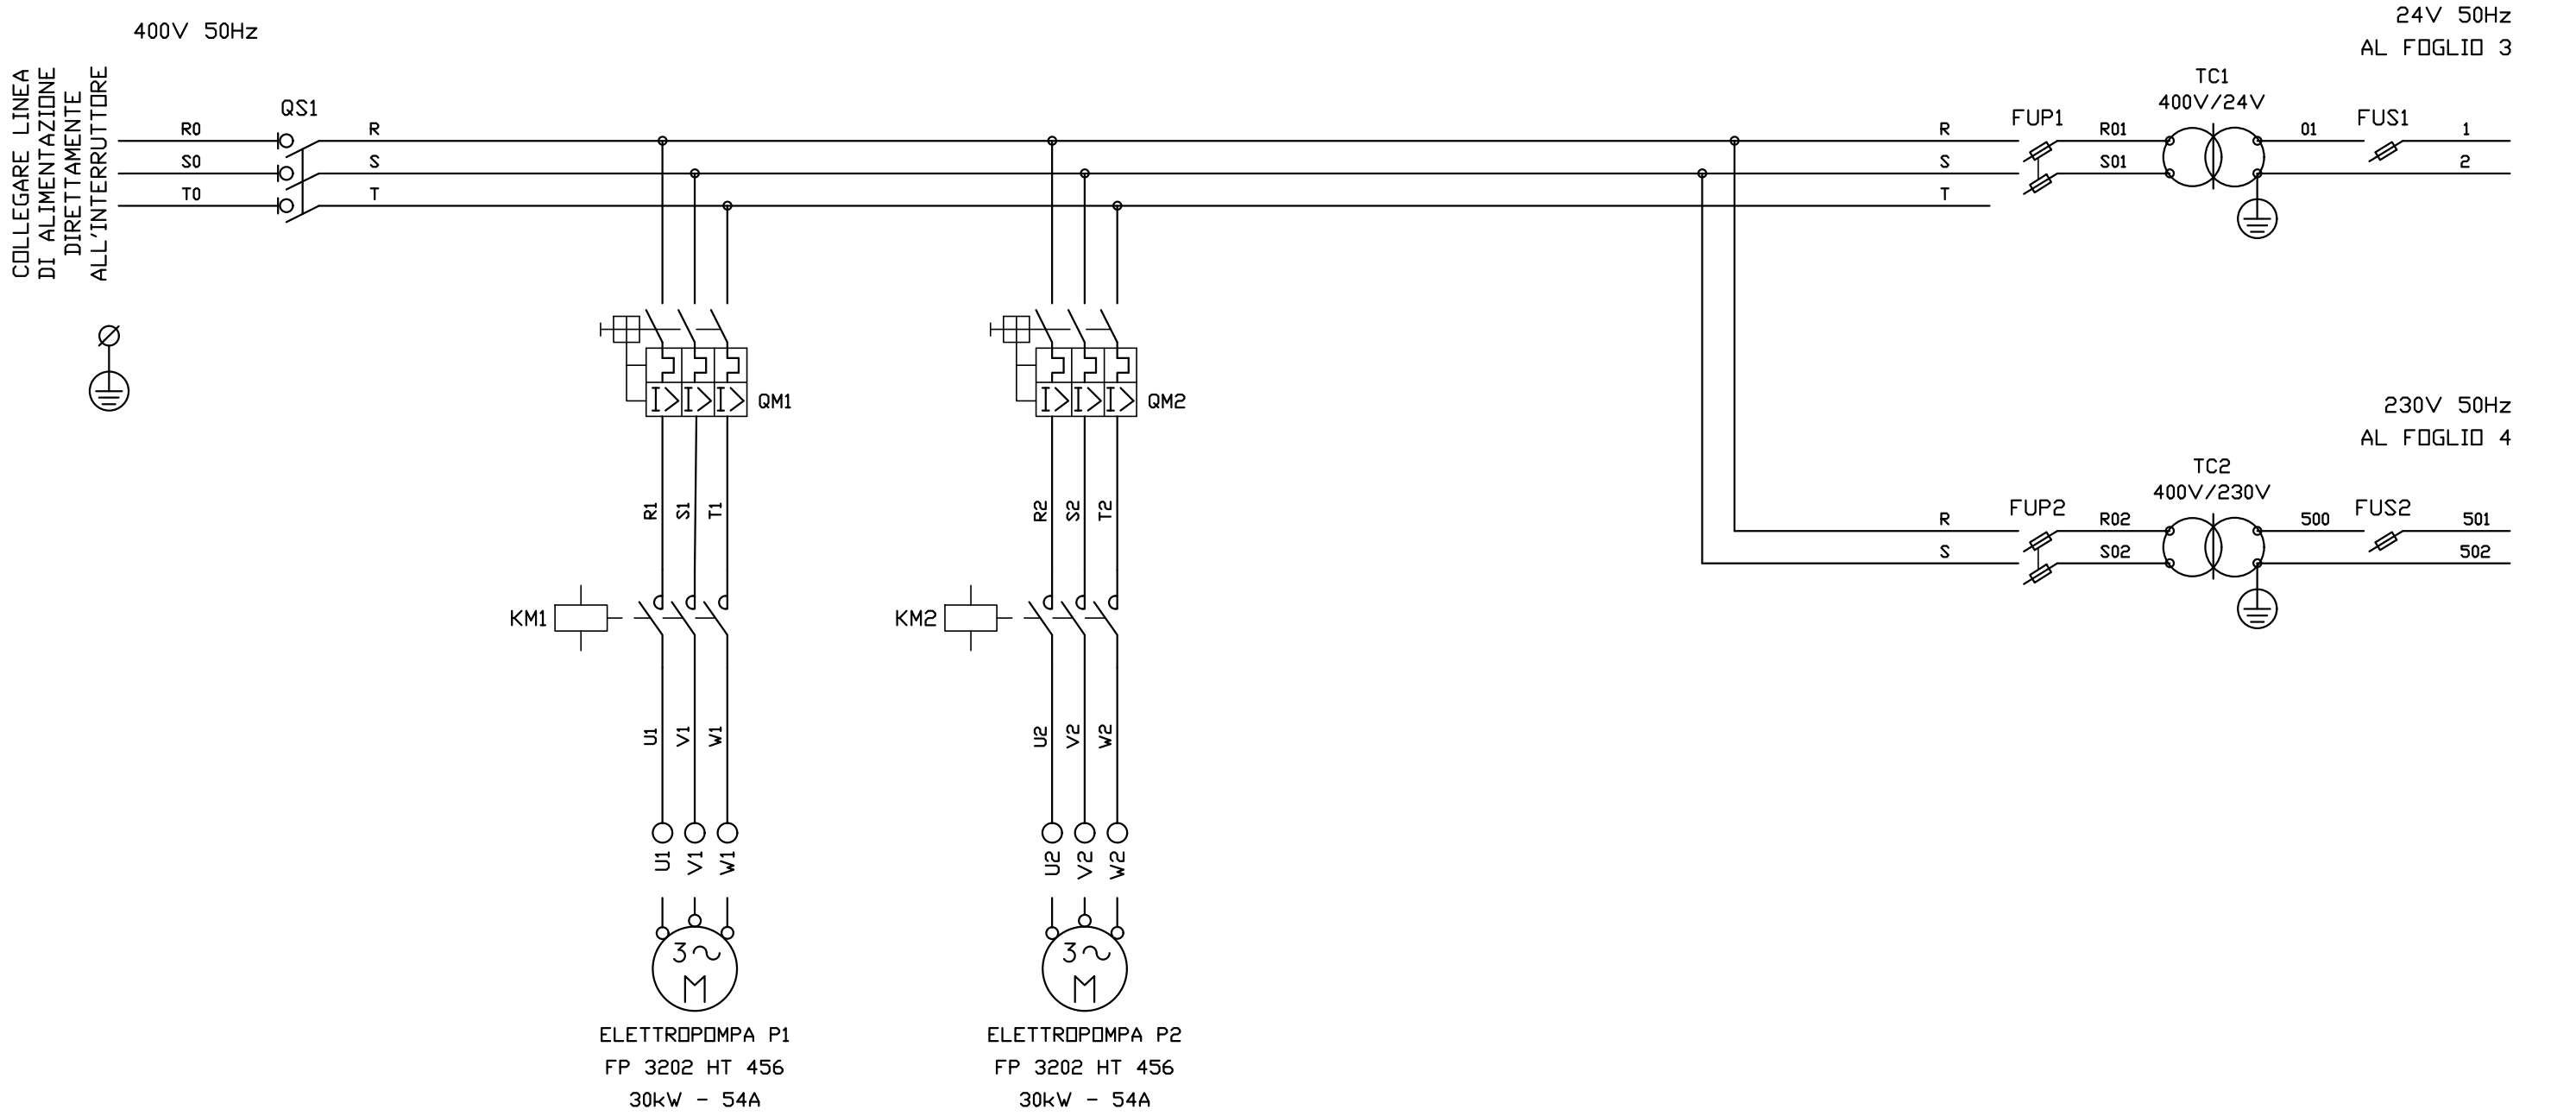 400V 50Hz
COLLEGARE LINEA
DI ALIMENTAZIONE
DIRETTAMENTE
ALL'INTERRUTTORE
R0
S0
T0
QS1
R
S
T
R
S
T
FUP1
R01
S01
TC1
400V/24V
01
FUS1
1
2
24V 50Hz
AL FOGLIO 3
I> I> I> QM1
I> I> I> QM2
R1 S1 T1
R2 S2 T2
KM1
KM2
U1 V1 W1
U2 V2 W2
U1 V1 W1
U2 V2 W2
3~
M
3~
M
ELETTROPOMPA P1
FP 3202 HT 456
30kW - 54A
ELETTROPOMPA P2
FP 3202 HT 456
30kW - 54A
230V 50Hz
AL FOGLIO 4
R
S
FUP2
R02
S02
TC2
400V/230V
500
FUS2
501
502